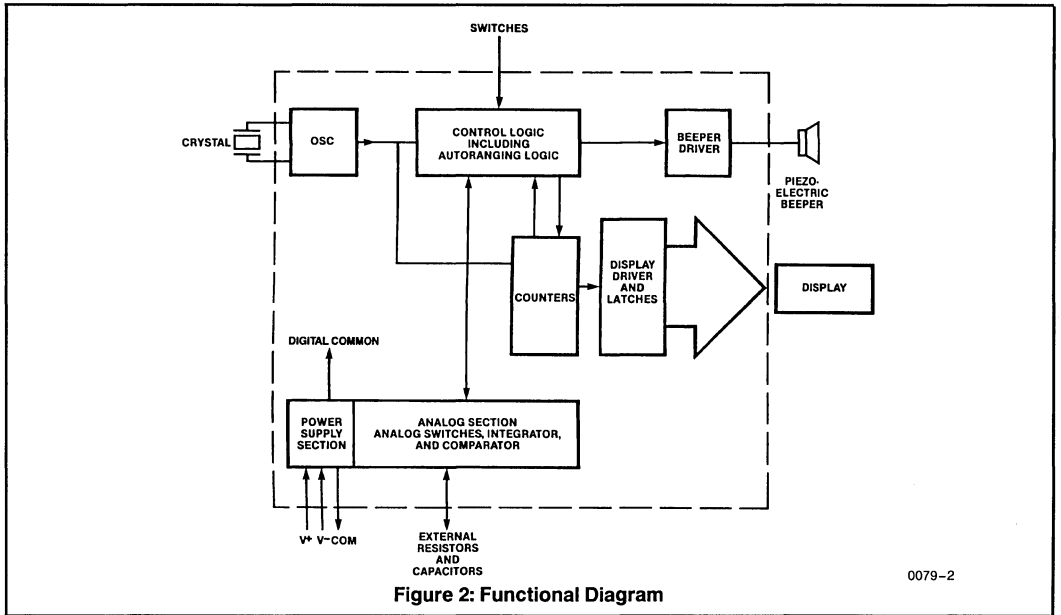 SWITCHES
CRYSTAL
OSC
CONTROL LOGIC
INCLUDING
AUTORANGING LOGIC
BEEPER
DRIVER
PIEZO-
ELECTRIC
BEEPER
COUNTERS
DISPLAY
DRIVER
AND
LATCHES
DISPLAY
DIGITAL COMMON
POWER
SUPPLY
SECTION
ANALOG SECTION
ANALOG SWITCHES, INTEGRATOR,
AND COMPARATOR
V+ V- COM
EXTERNAL
RESISTORS
AND
CAPACITORS
0079-2
Figure 2: Functional Diagram